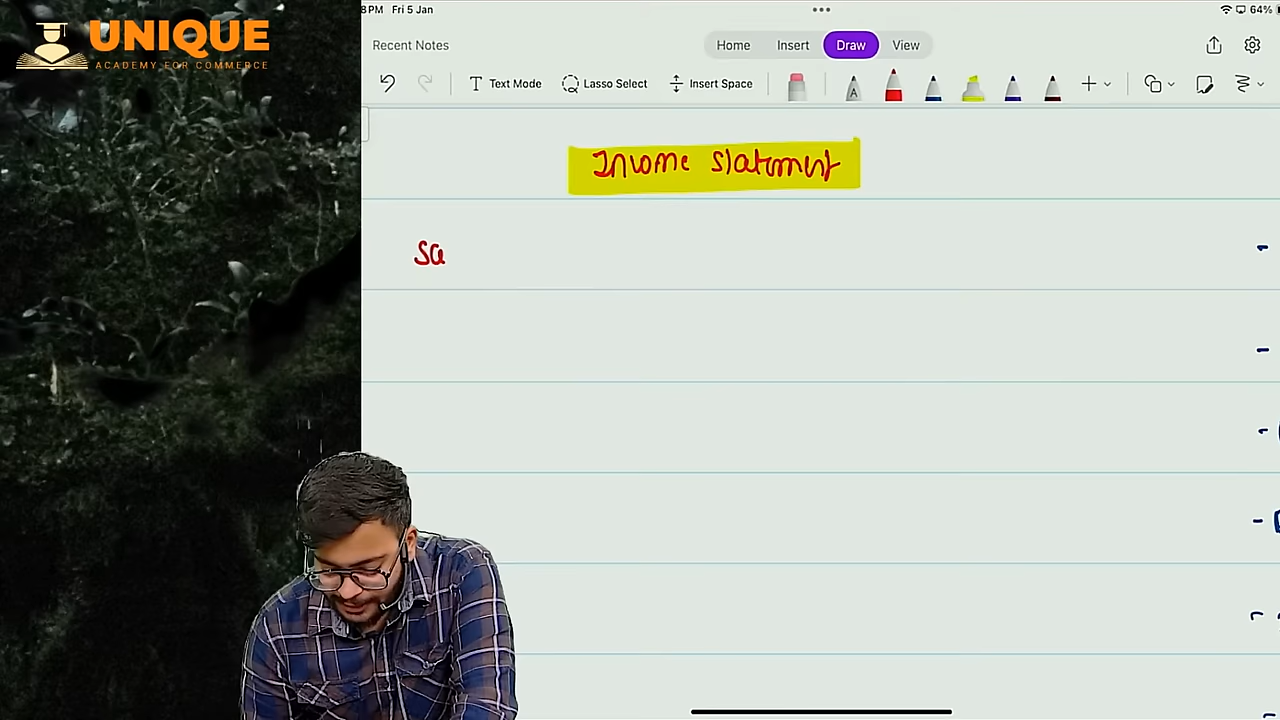 8PM Fri 5 Jan
64%
UNIQUE
ACADEMY FOR COMMERCE
Recent Notes
Home Insert Draw View
Text Mode Lasso Select Insert Space
A
Income statement
Sa